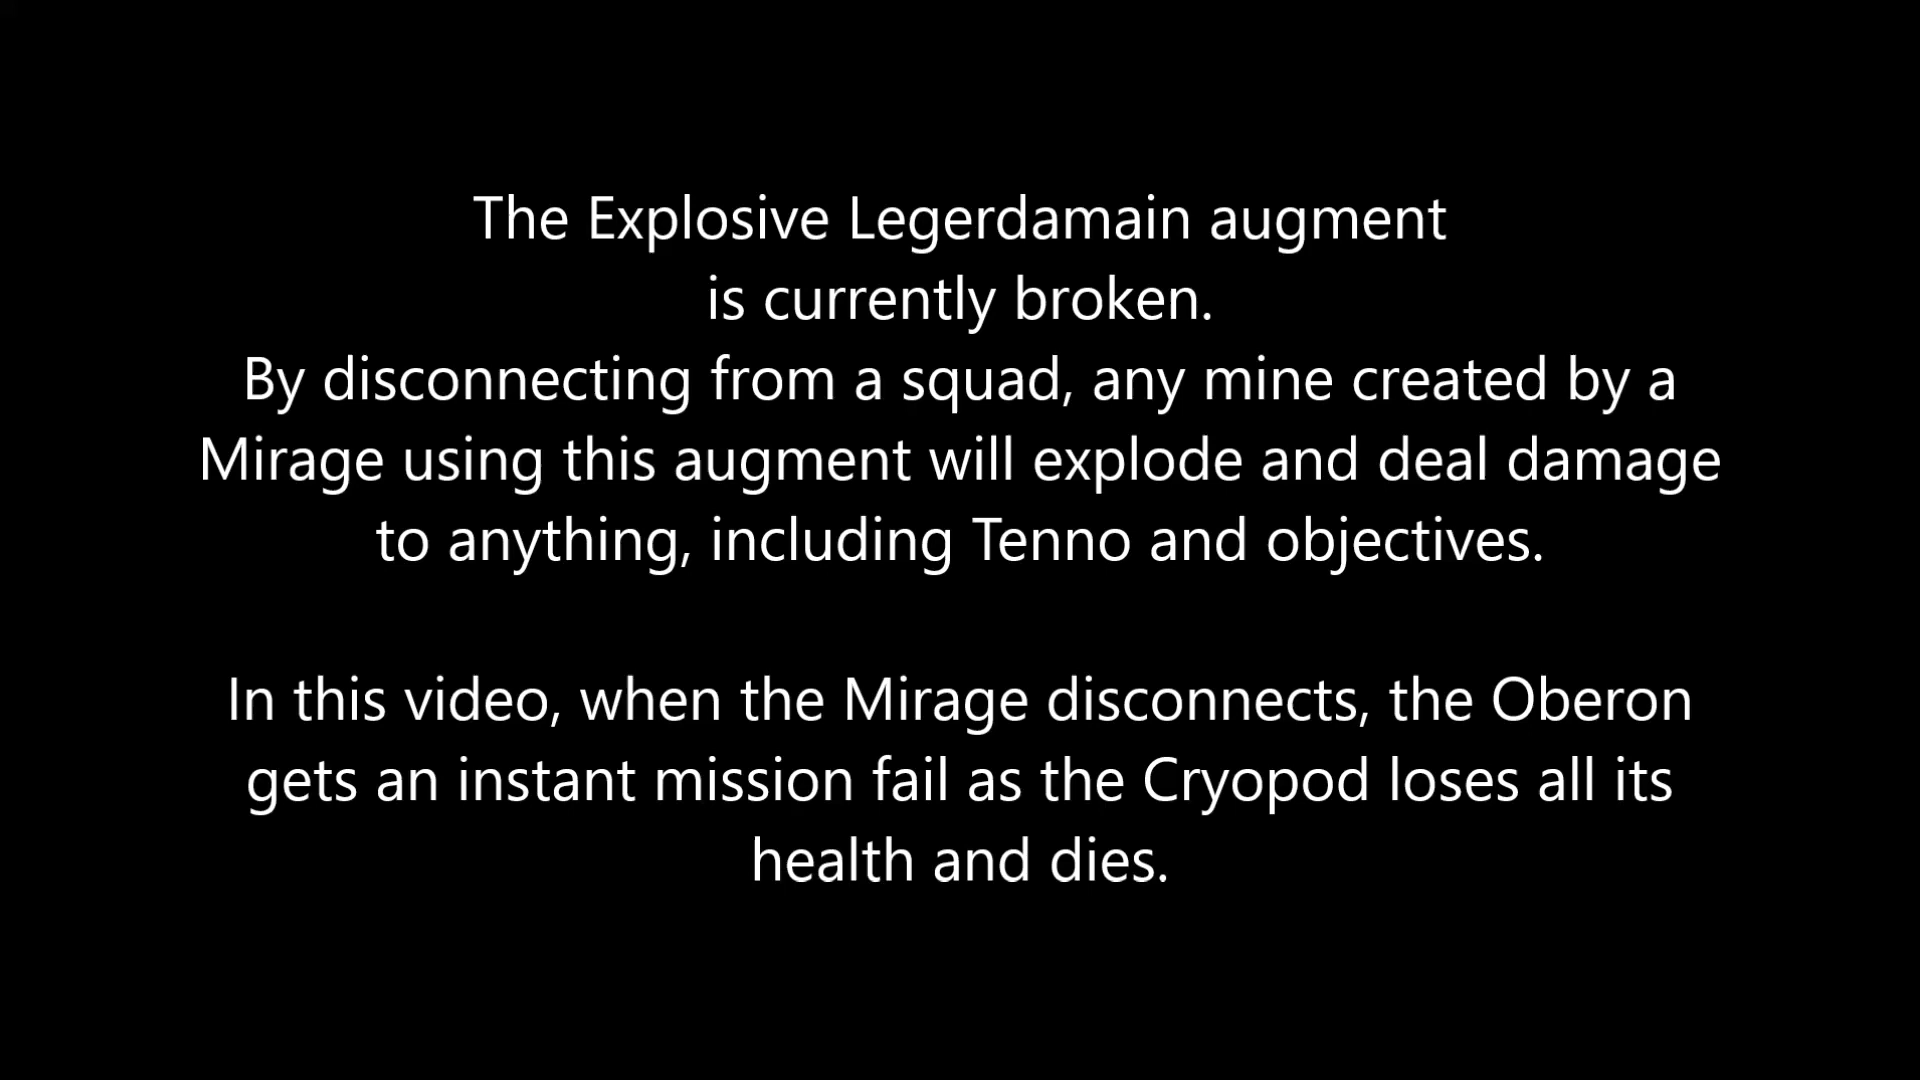 The Explosive Legerdamain augment
is currently broken.
By disconnecting from a squad, any mine created by a
Mirage using this augment will explode and deal damage
to anything, including Tenno and objectives.
In this video, when the Mirage disconnects, the Oberon
gets an instant mission fail as the Cryopod loses all its
health and dies.